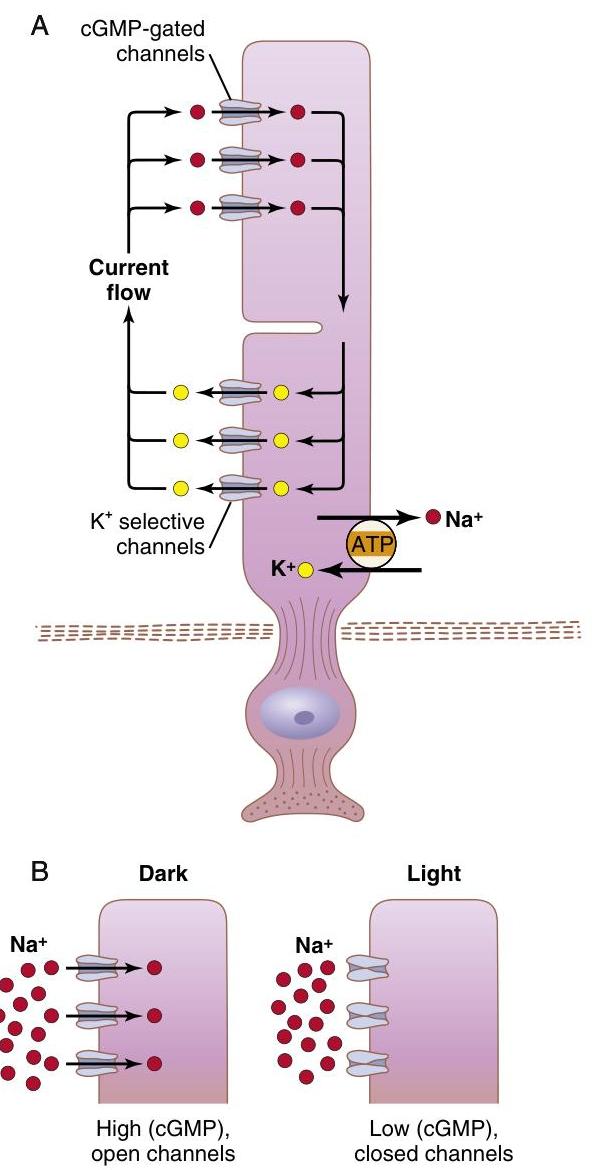 A
cGMP-gated
channels
Current
flow
K⁺ selective
channels
Na⁺
ATP
K⁺
B
Dark
Light
Na⁺
Na⁺
High (cGMP),
open channels
Low (cGMP),
closed channels